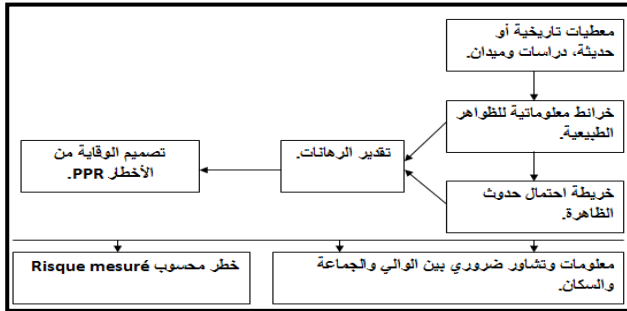 معطيات تاريخية أو
حديثة، دراسات وميدان.
خرائط معلوماتية للظواهر
الطبيعية.
تقدير الرهانات.
تصميم الوقاية من
الأخطار PPR.
خريطة احتمال حدوث
الظاهرة.
معلومات وتشاور ضروري بين الوالي والجماعة
والسكان.
خطر محسوب Risque mesuré